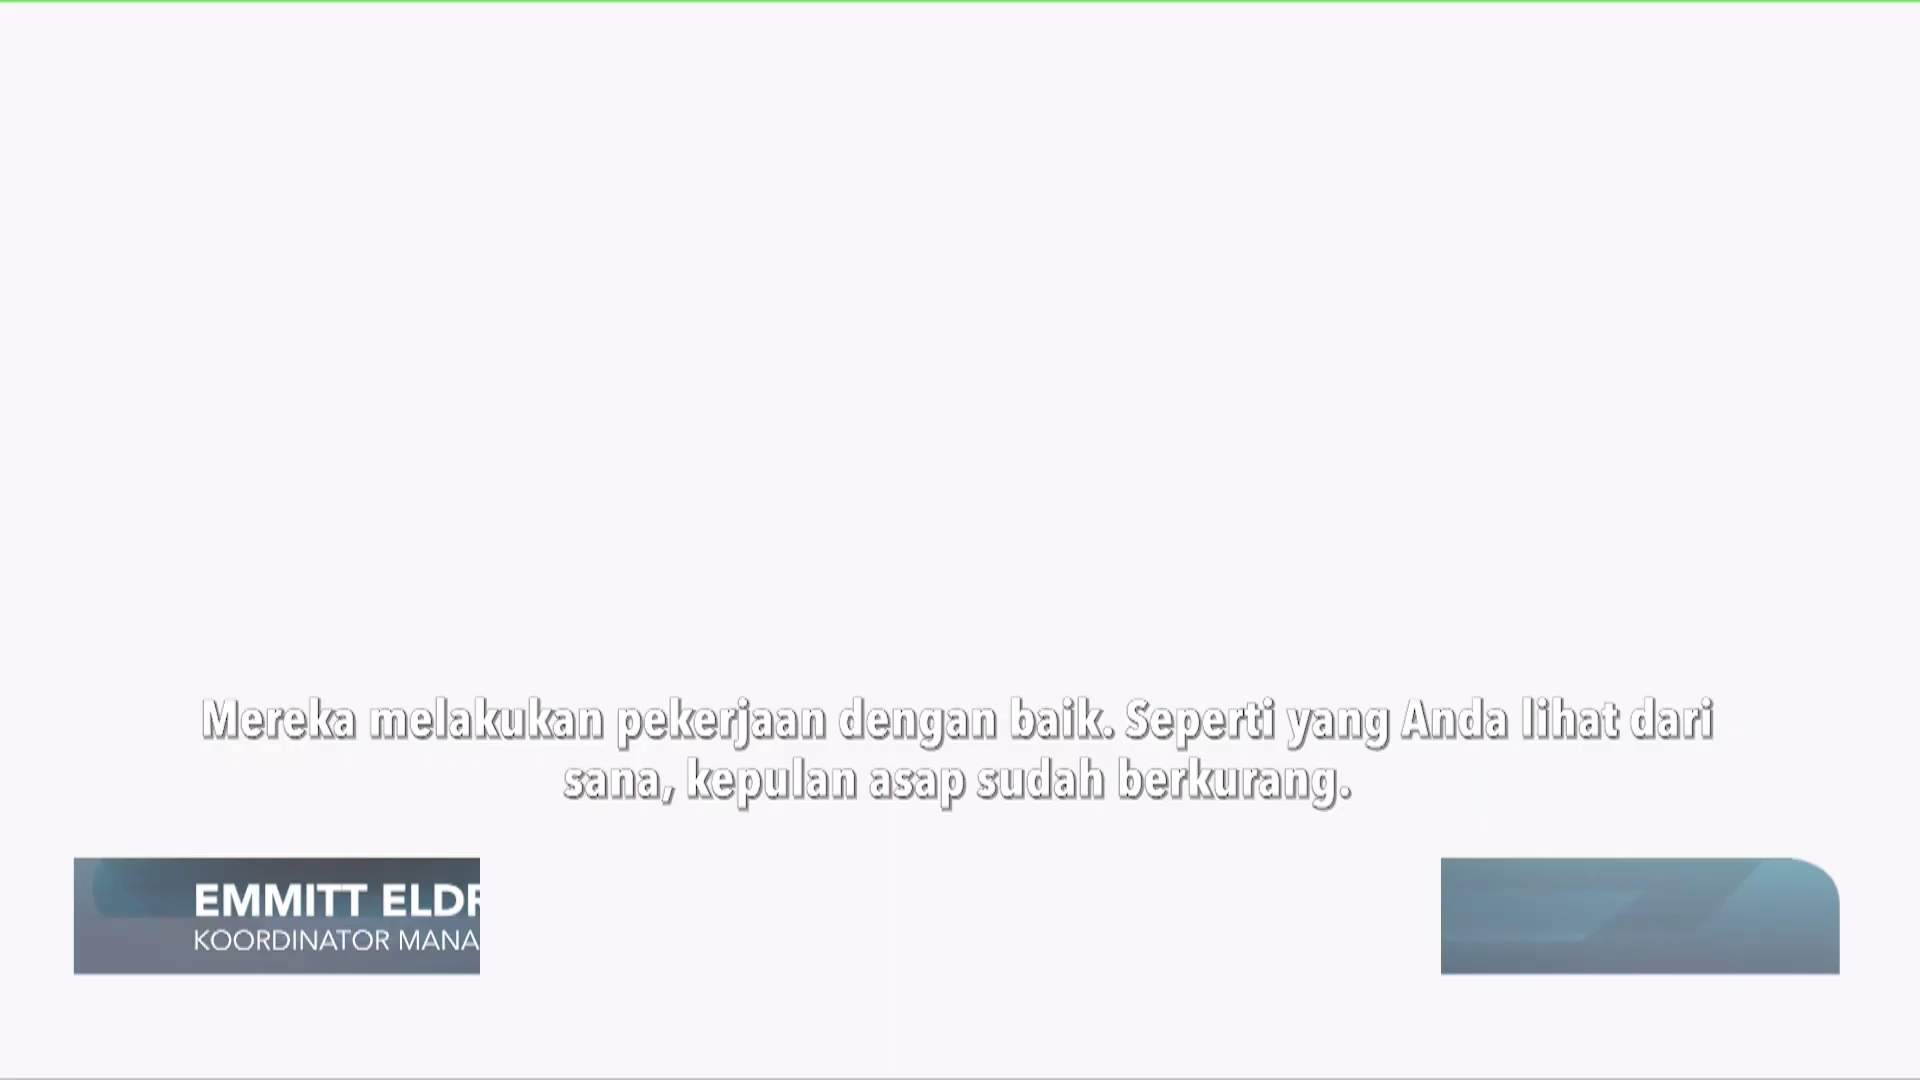 Mereka melakukan pekerjaan dengan baik. Seperti yang Anda lihat dari
sana, kepulan asap sudah berkurang.
EMMITT ELDR
KOORDINATOR MANA